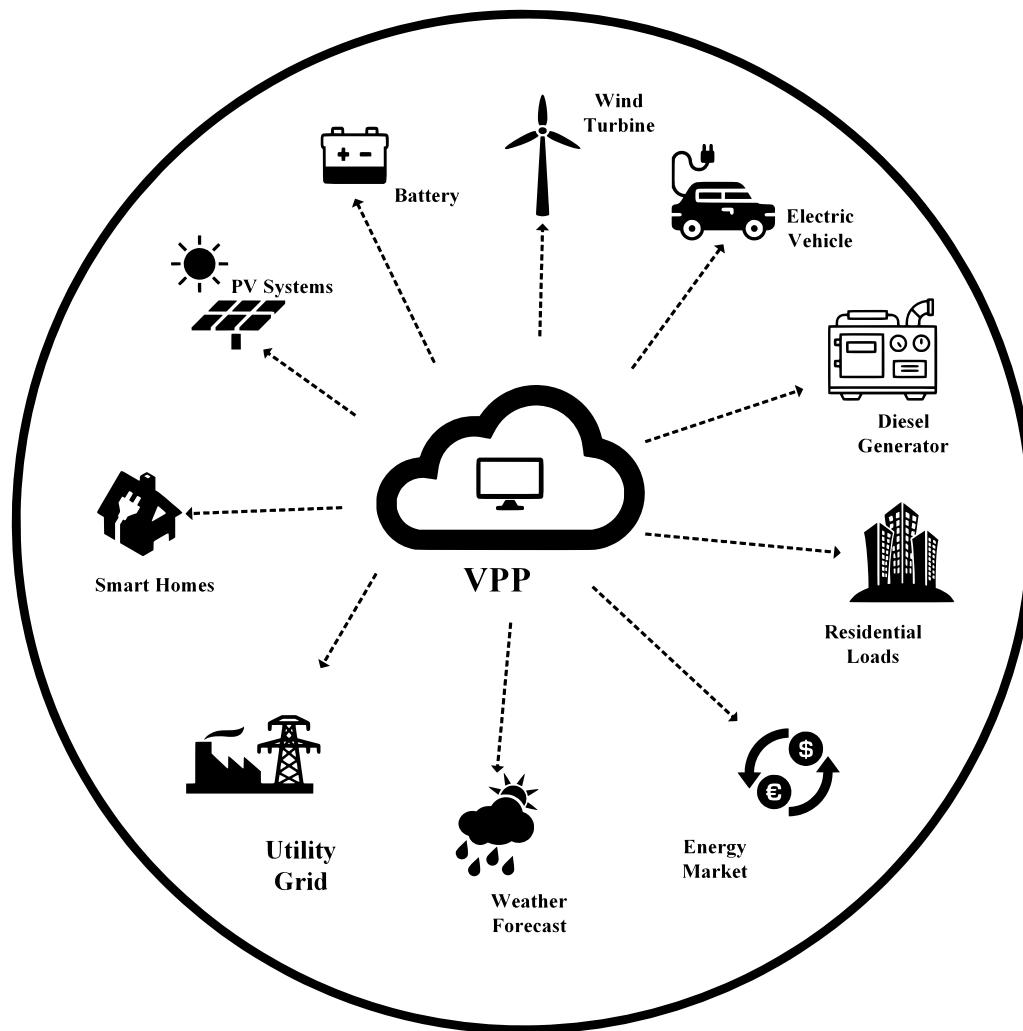 Wind
Turbine
Battery
Electric
Vehicle
PV Systems
Diesel
Generator
VPP
Smart Homes
Residential
Loads
$
€
Energy
Market
Utility
Grid
Weather
Forecast